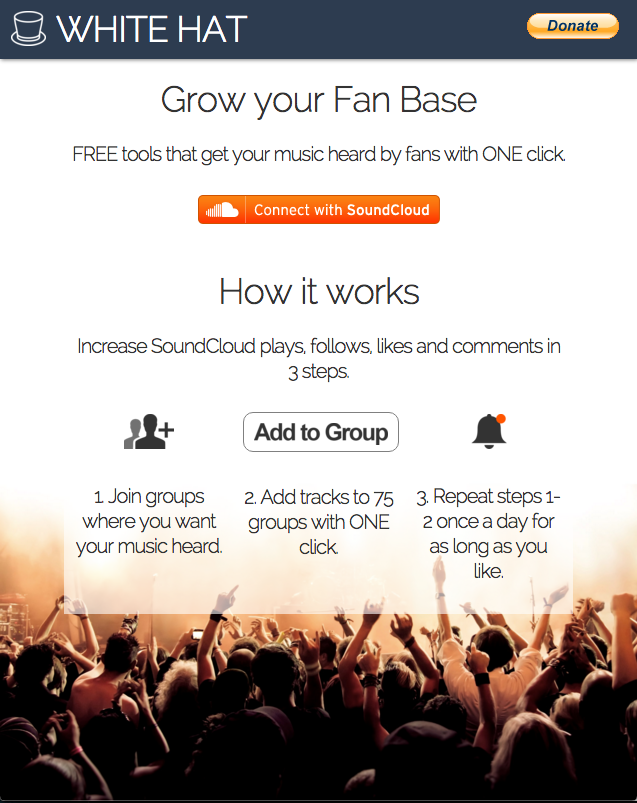 WHITE HAT
Donate
Grow your Fan Base
FREE tools that get your music heard by fans with ONE click.
Connect with SoundCloud
How it works
Increase SoundCloud plays, follows, likes and comments in
3 steps.
Add to Group
1. Join groups
where you want
your music heard.
2. Add tracks to 75
groups with ONE
click.
3. Repeat steps 1-
2 once a day for
as long as you
like.